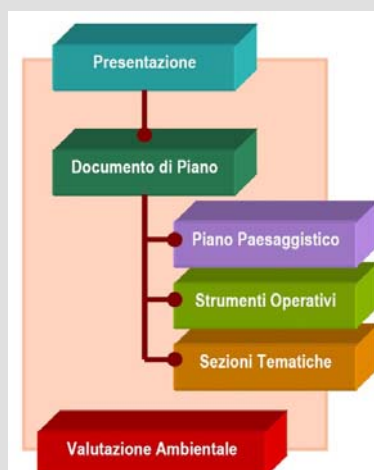 Presentazione
Documento di Piano
Piano Paesaggistico
Strumenti Operativi
Sezioni Tematiche
Valutazione Ambientale